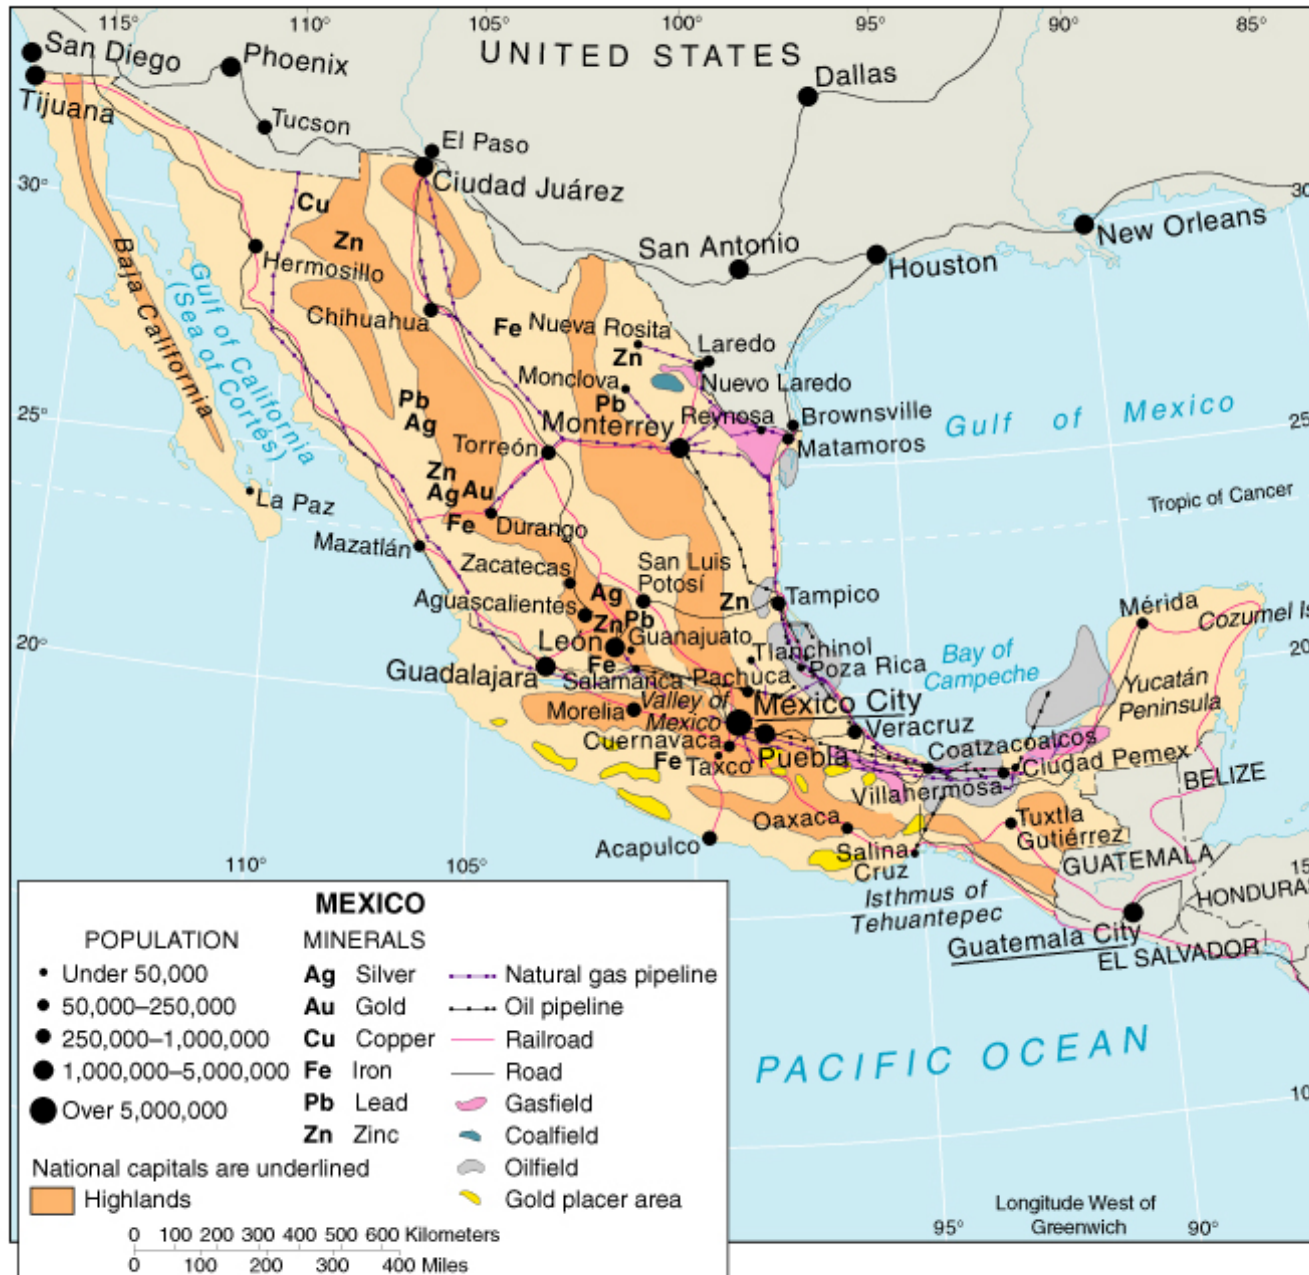 115°
110°
105°
100°
95°
90°
85°
San Diego
Phoenix
UNITED STATES
Dallas
Tijuana
Tucson
El Paso
Ciudad Juárez
30°
30
Cu
Zn
San Antonio
New Orleans
Houston
Hermosillo
Baja California
Gulf of California
(Sea of Cortés)
Chihuahua
Fe
Nueva Rosita
Zn
Laredo
Monclova
Nuevo Laredo
Pb
Pb
Reynosa
Brownsville
Gulf of Mexico
25°
25°
Ag
Monterrey
Matamoros
Torreón
Zn
Ag
Au
La Paz
Fe
Durango
Tropic of Cancer
Mazatlán
Zacatecas
San Luis
Potosí
Ag
Zn
Tampico
Mérida
Cozumel Is
Aguascalientes
Zn
Pb
20°
20
León
Guanajuato
Tlanchinol
Bay of
Campeche
Guadalajara
Fe
Salamanca
Pachuca
Poza Rica
Yucatán
Peninsula
Morelia
Valley of
Mexico
Mexico City
Veracruz
Cuernavaca
Coatzacoalcos
Fe
Taxco
Puebla
Ciudad Pemex
Villahermosa
BELIZE
Oaxaca
Tuxtla
Gutiérrez
Acapulco
Salina
Cruz
GUATEMALA
110°
105°
15
Isthmus of
Tehuantepec
HONDURA
Guatemala City
EL SALVADOR
PACIFIC OCEAN
10
Longitude West of
Greenwich
95°
90°
MEXICO
POPULATION
Under 50,000
50,000–250,000
250,000–1,000,000
1,000,000–5,000,000
Over 5,000,000
National capitals are underlined
Highlands
MINERALS
Ag Silver
Au Gold
Cu Copper
Fe Iron
Pb Lead
Zn Zinc
Natural gas pipeline
Oil pipeline
Railroad
Road
Gasfield
Coalfield
Oilfield
Gold placer area
0 100 200 300 400 500 600 Kilometers
0 100 200 300 400 Miles